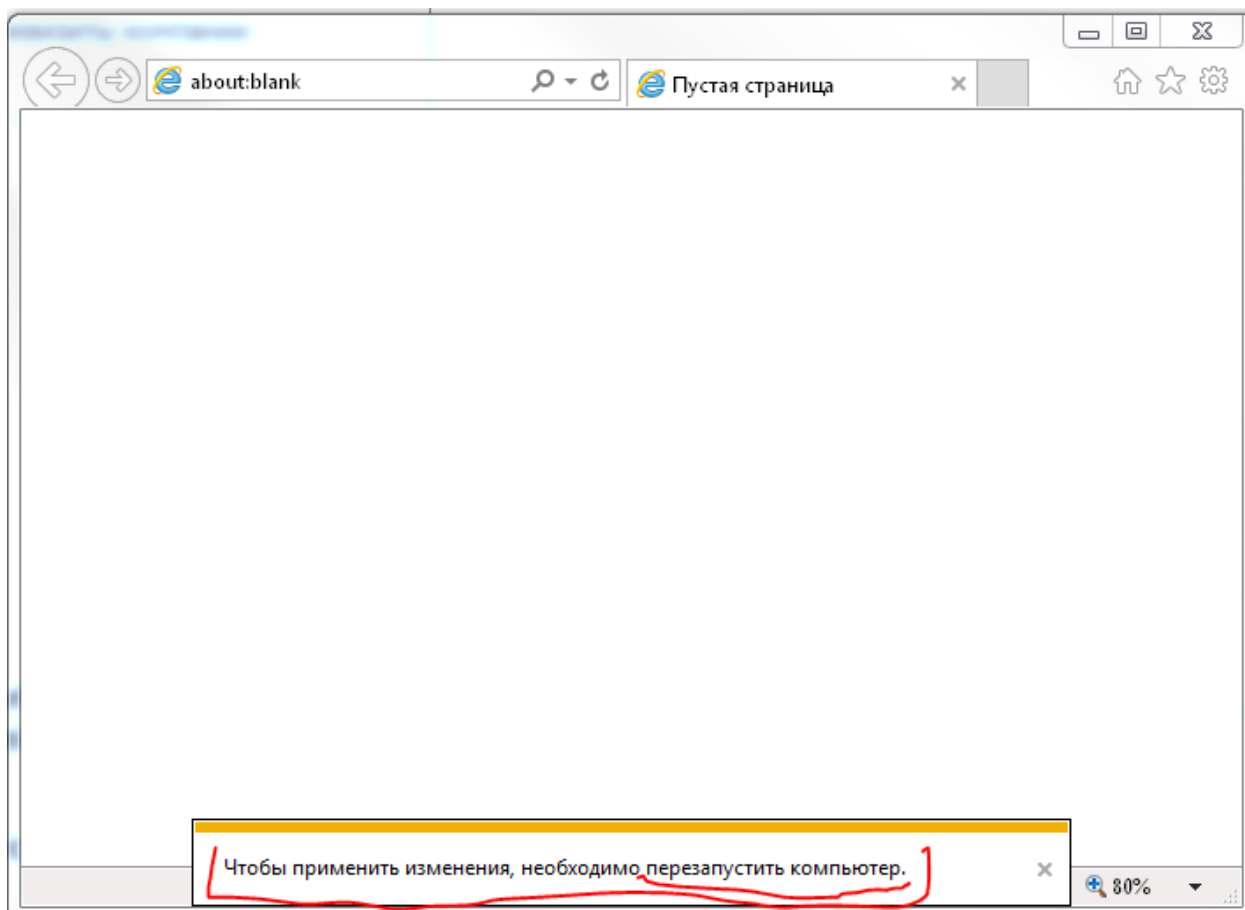 about:blank
Пустая страница
Чтобы применить изменения, необходимо перезапустить компьютер.
80%